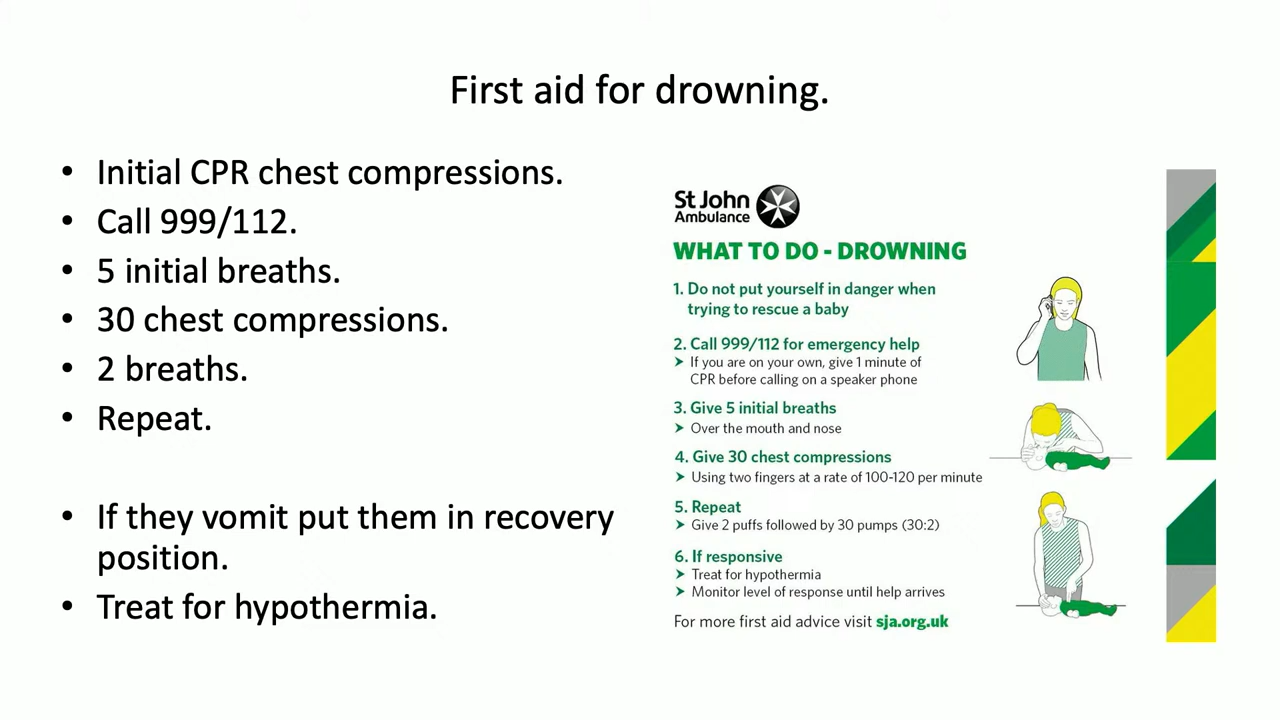 First aid for drowning.
• Initial CPR chest compressions.
• Call 999/112.
• 5 initial breaths.
• 30 chest compressions.
• 2 breaths.
• Repeat.
• If they vomit put them in recovery
position.
• Treat for hypothermia.
St John
Ambulance
WHAT TO DO - DROWNING
1. Do not put yourself in danger when
trying to rescue a baby
2. Call 999/112 for emergency help
➤ If you are on your own, give 1 minute of
CPR before calling on a speaker phone
3. Give 5 initial breaths
➤ Over the mouth and nose
4. Give 30 chest compressions
➤ Using two fingers at a rate of 100-120 per minute
5. Repeat
➤ Give 2 puffs followed by 30 pumps (30:2)
6. If responsive
➤ Treat for hypothermia
➤ Monitor level of response until help arrives
For more first aid advice visit sja.org.uk